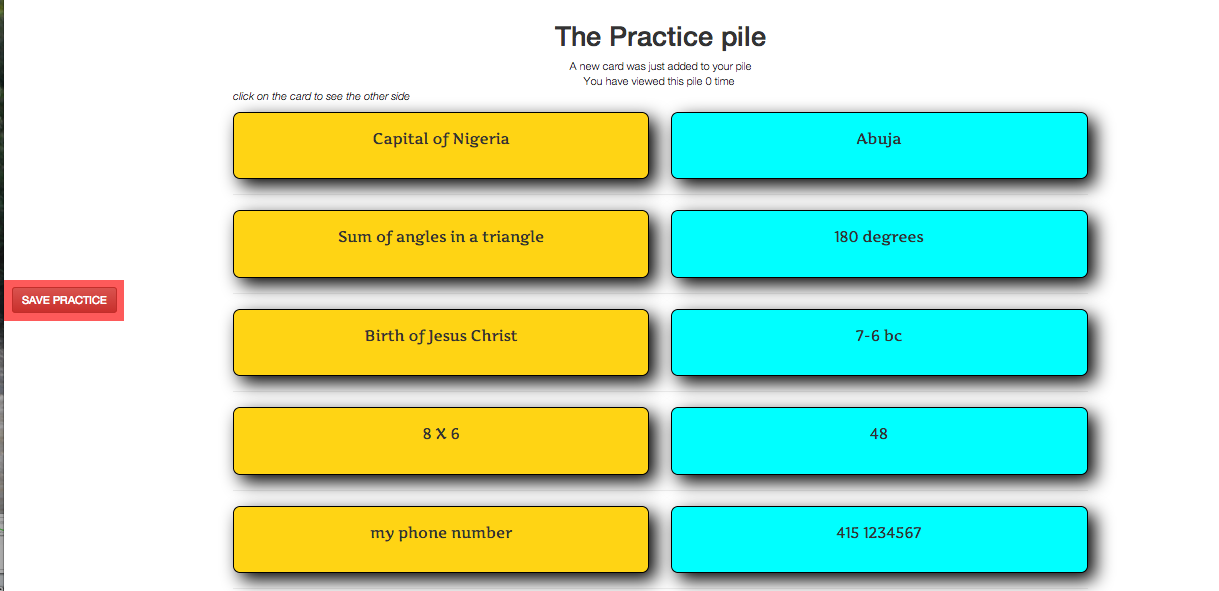 The Practice pile
A new card was just added to your pile
You have viewed this pile 0 time
click on the card to see the other side
Capital of Nigeria
Abuja
Sum of angles in a triangle
180 degrees
SAVE PRACTICE
Birth of Jesus Christ
7-6 bc
8 X 6
48
my phone number
415 1234567